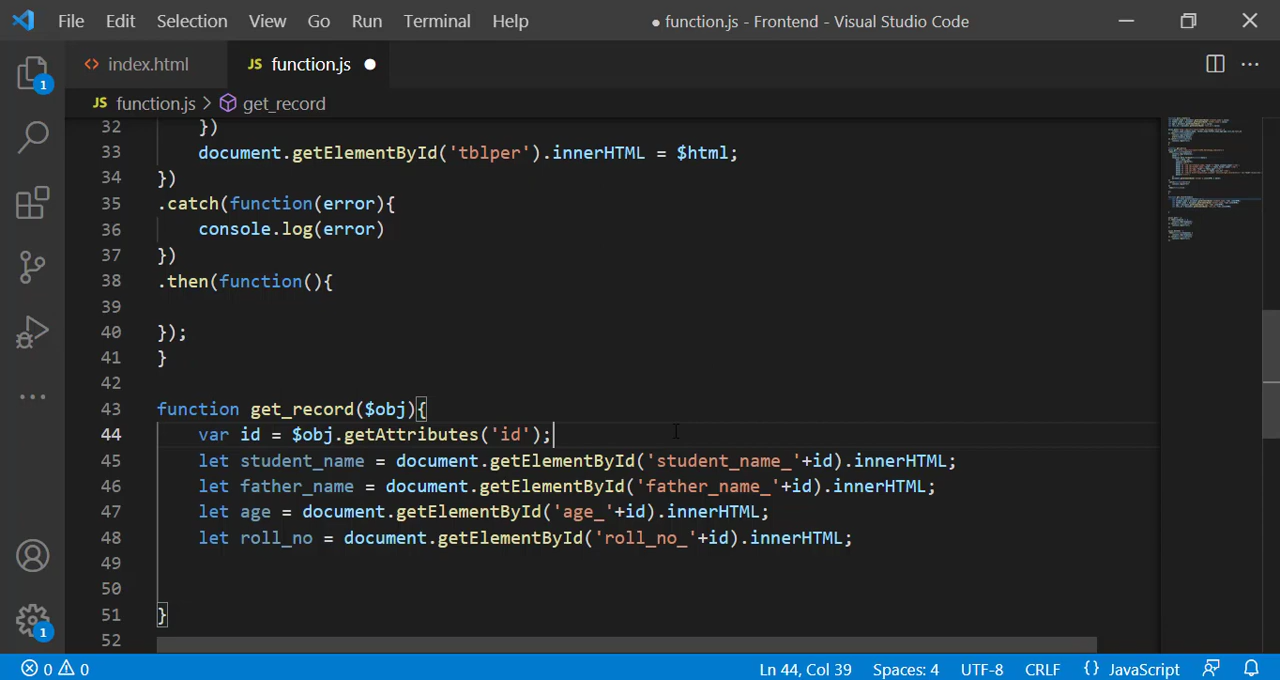 File Edit Selection View Go Run Terminal Help ● function.js - Frontend - Visual Studio Code
<> index.html JS function.js ● ...
1
JS function.js > get_record
32 })
33 document.getElementById('tblper').innerHTML = $html;
34 })
35 .catch(function(error){
36 console.log(error)
37 })
38 .then(function(){
39
40 });
41 }
42
43 function get_record($obj){
44 var id = $obj.getAttributes('id');
45 let student_name = document.getElementById('student_name_'+id).innerHTML;
46 let father_name = document.getElementById('father_name_'+id).innerHTML;
47 let age = document.getElementById('age_'+id).innerHTML;
48 let roll_no = document.getElementById('roll_no_'+id).innerHTML;
49
50
51 }
52
1
0 0 Ln 44, Col 39 Spaces: 4 UTF-8 CRLF {} JavaScript